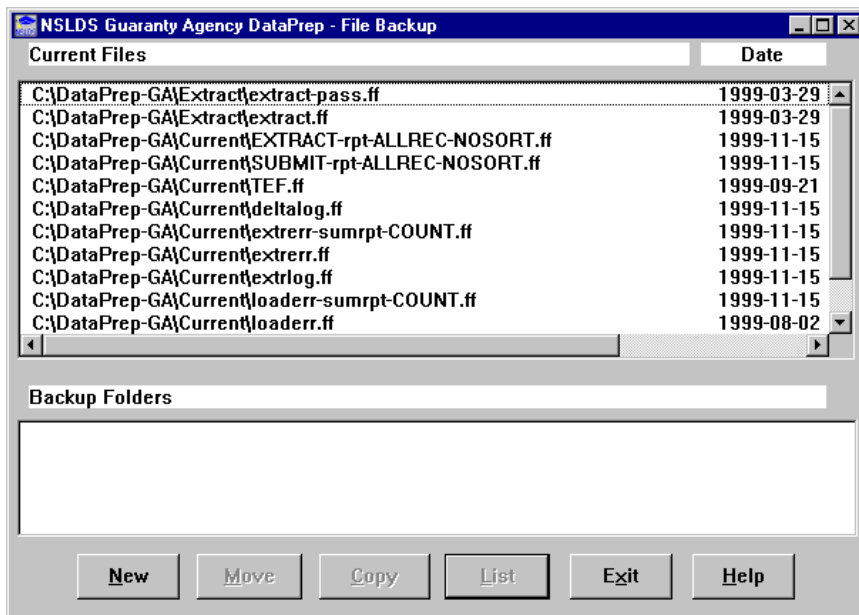 NSLDS Guaranty Agency DataPrep - File Backup
Current Files Date
C:\DataPrep-GA\Extract\extract-pass.ff 1999-03-29
C:\DataPrep-GA\Extract\extract.ff 1999-03-29
C:\DataPrep-GA\Current\EXTRACT-rpt-ALLREC-NOSORT.ff 1999-11-15
C:\DataPrep-GA\Current\SUBMIT-rpt-ALLREC-NOSORT.ff 1999-11-15
C:\DataPrep-GA\Current\TEF.ff 1999-09-21
C:\DataPrep-GA\Current\deltalog.ff 1999-11-15
C:\DataPrep-GA\Current\extrerr-sumrpt-COUNT.ff 1999-11-15
C:\DataPrep-GA\Current\extrerr.ff 1999-11-15
C:\DataPrep-GA\Current\extrlog.ff 1999-11-15
C:\DataPrep-GA\Current\loaderr-sumrpt-COUNT.ff 1999-11-15
C:\DataPrep-GA\Current\loaderr.ff 1999-08-02
Backup Folders
New Move Copy List Exit Help